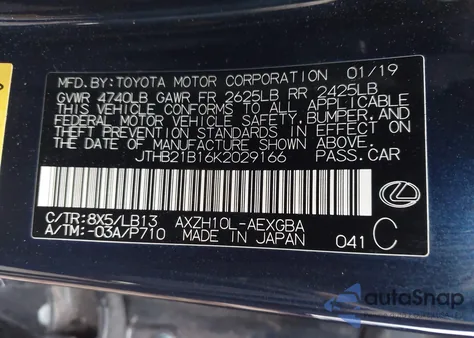 MFD.BY:TOYOTA MOTOR CORPORATION 01/19
GVWR 4740LB GAWR FR 2625LB RR 2425LB
THIS VEHICLE CONFORMS TO ALL APPLICABLE
FEDERAL MOTOR VEHICLE SAFETY, BUMPER, AND
THEFT PREVENTION STANDARDS IN EFFECT ON
THE DATE OF MANUFACTURE SHOWN ABOVE.
JTHB21B16K2029166 PASS.CAR
C/TR:8X5/LB13 AXZH10L-AEXGBA
A/TM:-03A/P710 MADE IN JAPAN 041 C
autoSnap